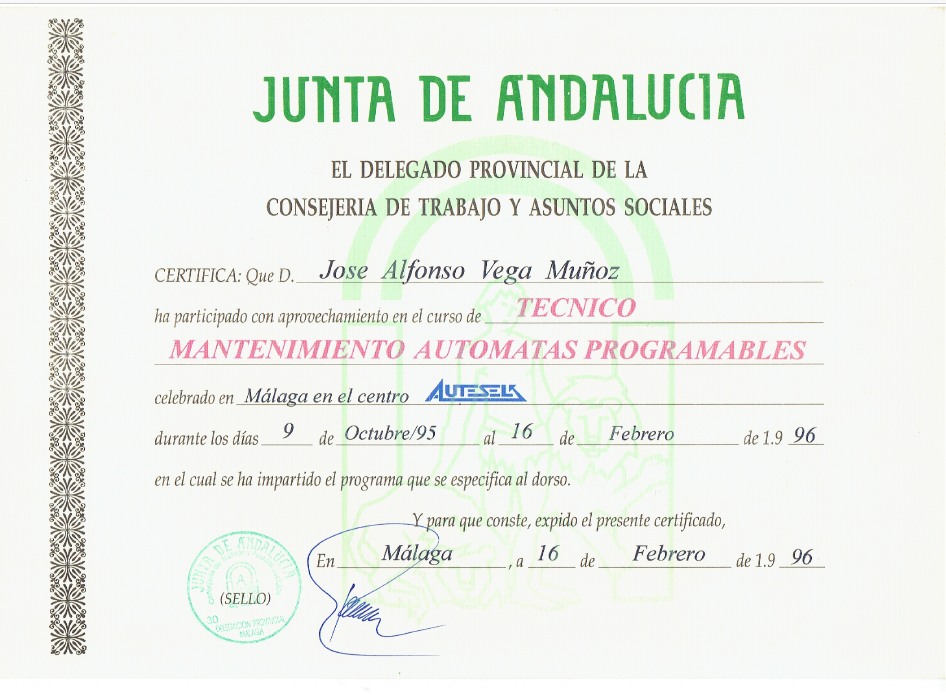 JUNTA DE ANDALUCIA
EL DELEGADO PROVINCIAL DE LA
CONSEJERIA DE TRABAJO Y ASUNTOS SOCIALES
CERTIFICA: Que D. Jose Alfonso Vega Muñoz
ha participado con aprovechamiento en el curso de TECNICO
MANTENIMIENTO AUTOMATAS PROGRAMABLES
celebrado en Málaga en el centro AUTESEL
durante los días 9 de Octubre/95 al 16 de Febrero de 1.9 96
en el cual se ha impartido el programa que se especifica al dorso.
Y para que conste, expido el presente certificado,
En Málaga, a 16 de Febrero de 1.9 96
JUNTA DE ANDALUCIA
(SELLO)
30
DELEGACION PROVINCIAL
MALAGA